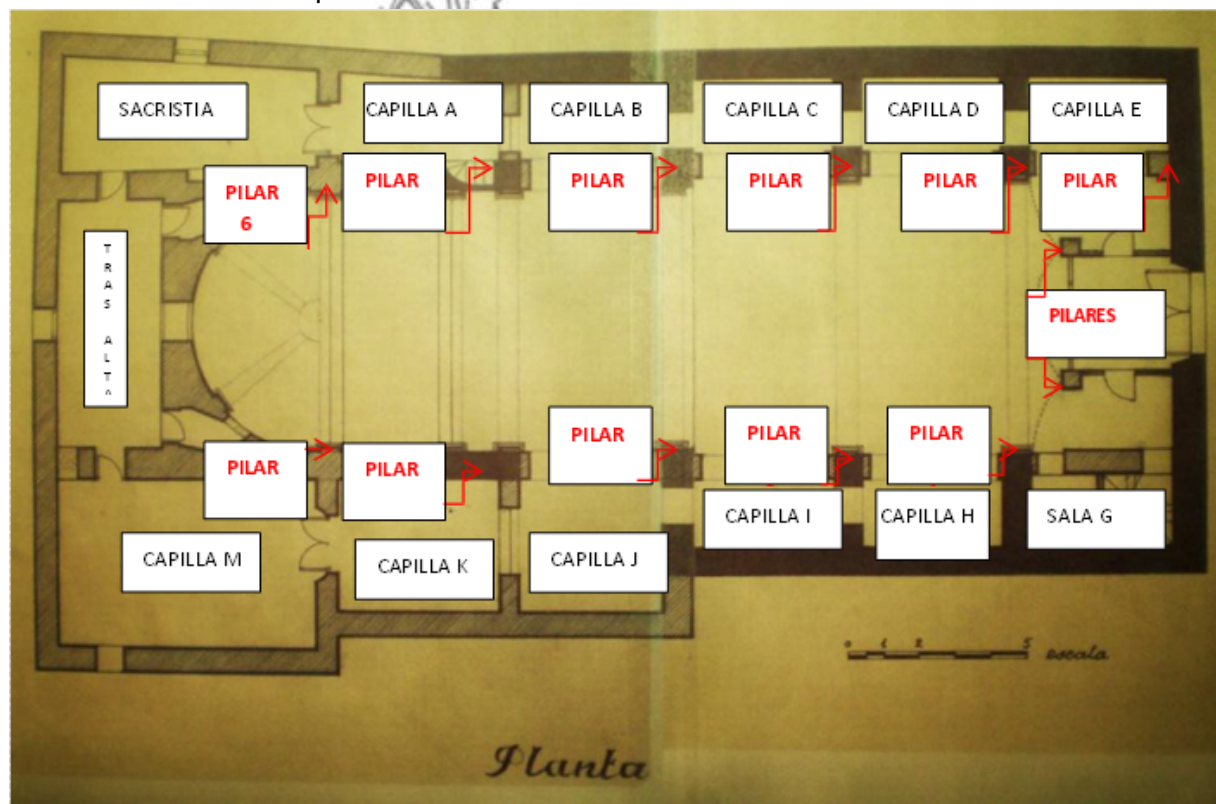 SACRISTIA
CAPILLA A
CAPILLA B
CAPILLA C
CAPILLA D
CAPILLA E
PILAR
6
PILAR
PILAR
PILAR
PILAR
PILAR
T
R
A
S
A
L
T
PILARES
PILAR
PILAR
PILAR
PILAR
PILAR
CAPILLA M
CAPILLA K
CAPILLA J
CAPILLA I
CAPILLA H
SALA G
0 1 2 5 escala
Planta